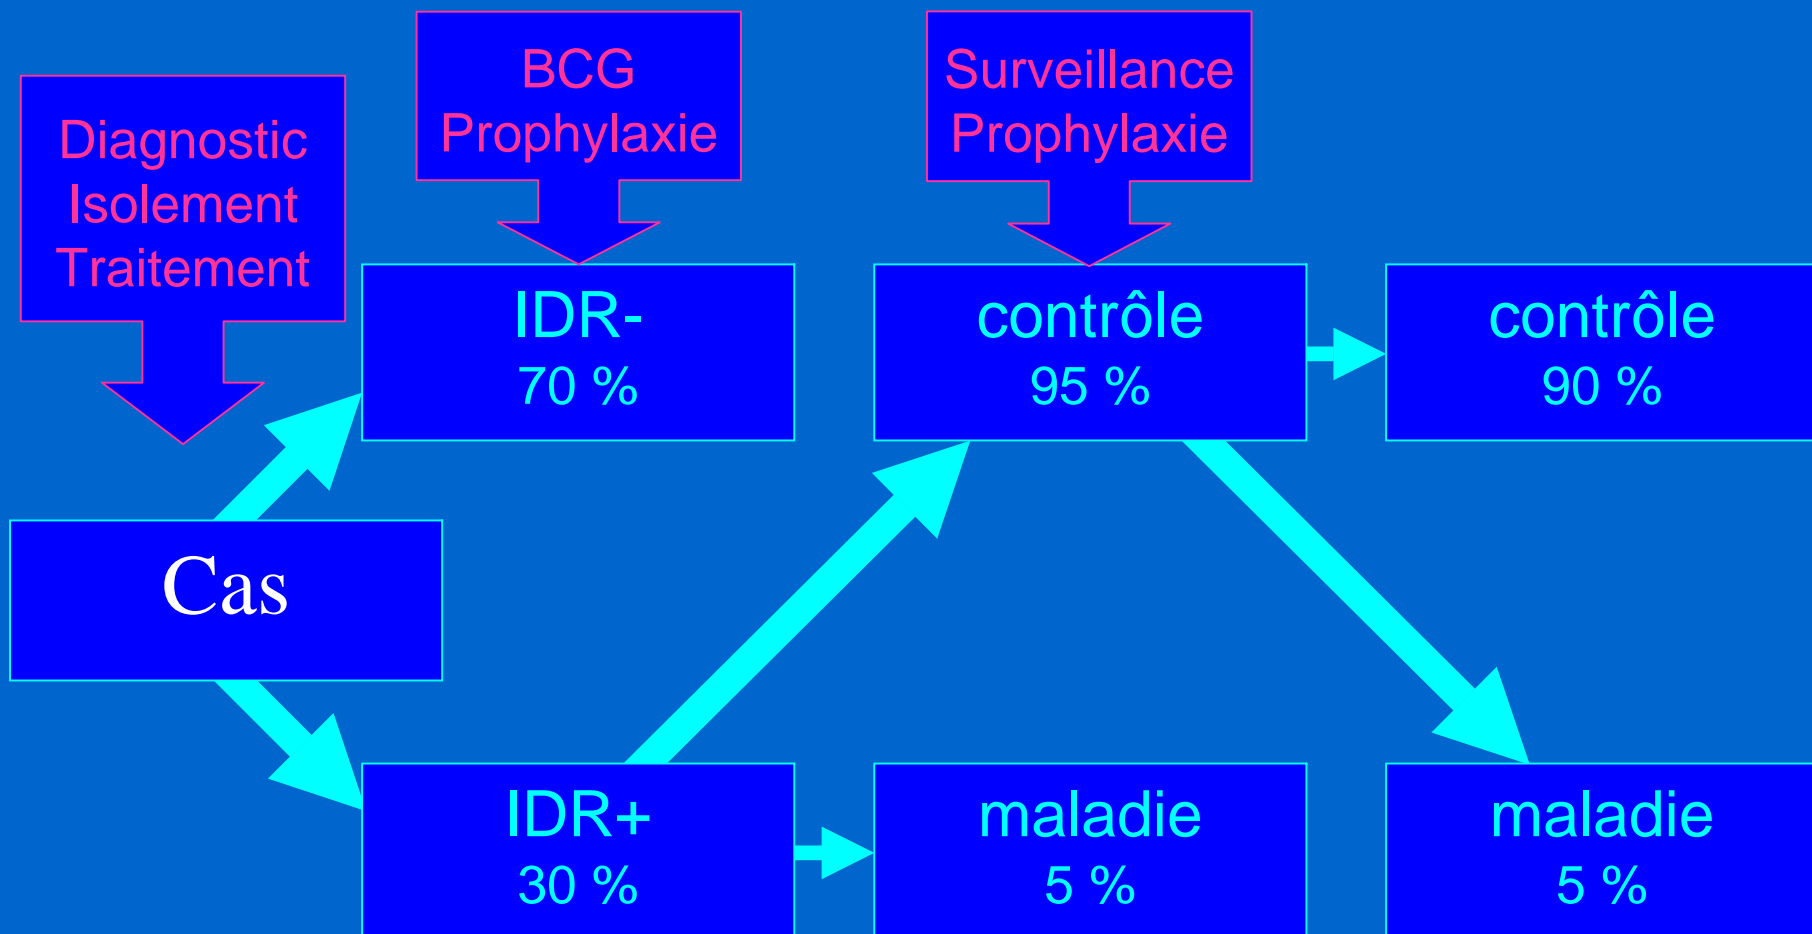 Diagnostic
Isolement
Traitement
BCG
Prophylaxie
Surveillance
Prophylaxie
IDR-
70 %
contrôle
95 %
contrôle
90 %
Cas
IDR+
30 %
maladie
5 %
maladie
5 %